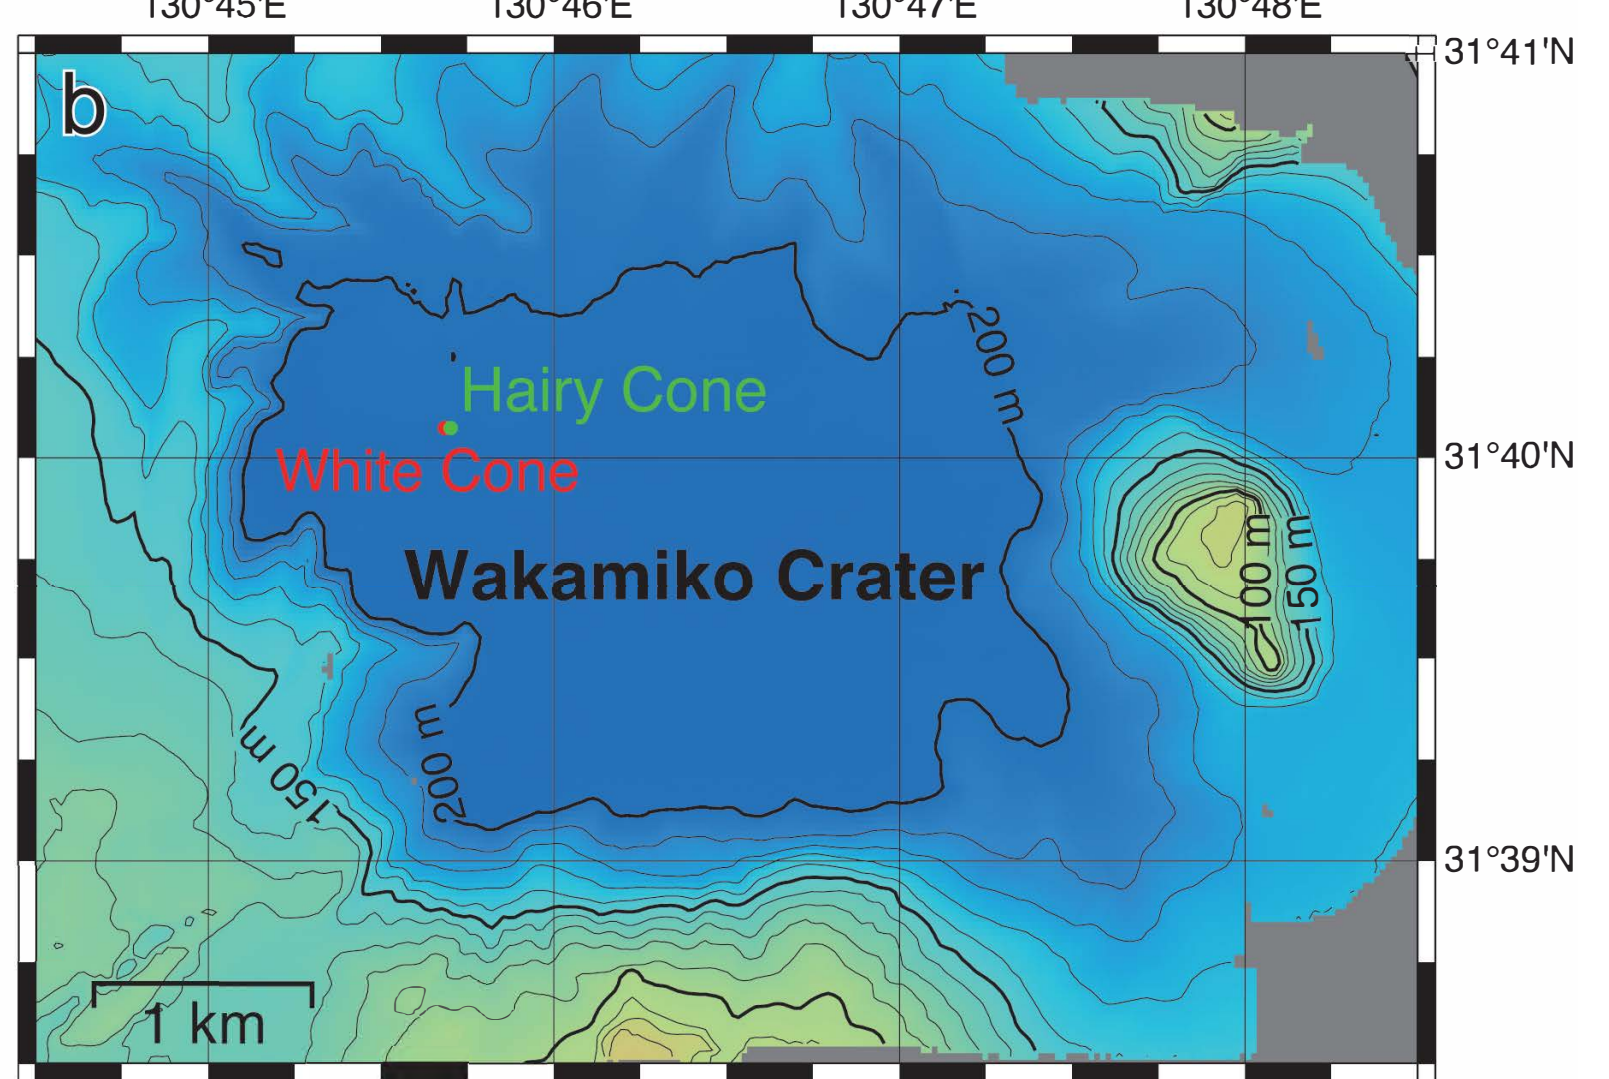 130°45'E 130°46'E 130°47'E 130°48'E
31°41'N
b
200 m
Hairy Cone
31°40'N
White Cone
100 m
150 m
Wakamiko Crater
200 m
150 m
31°39'N
1 km